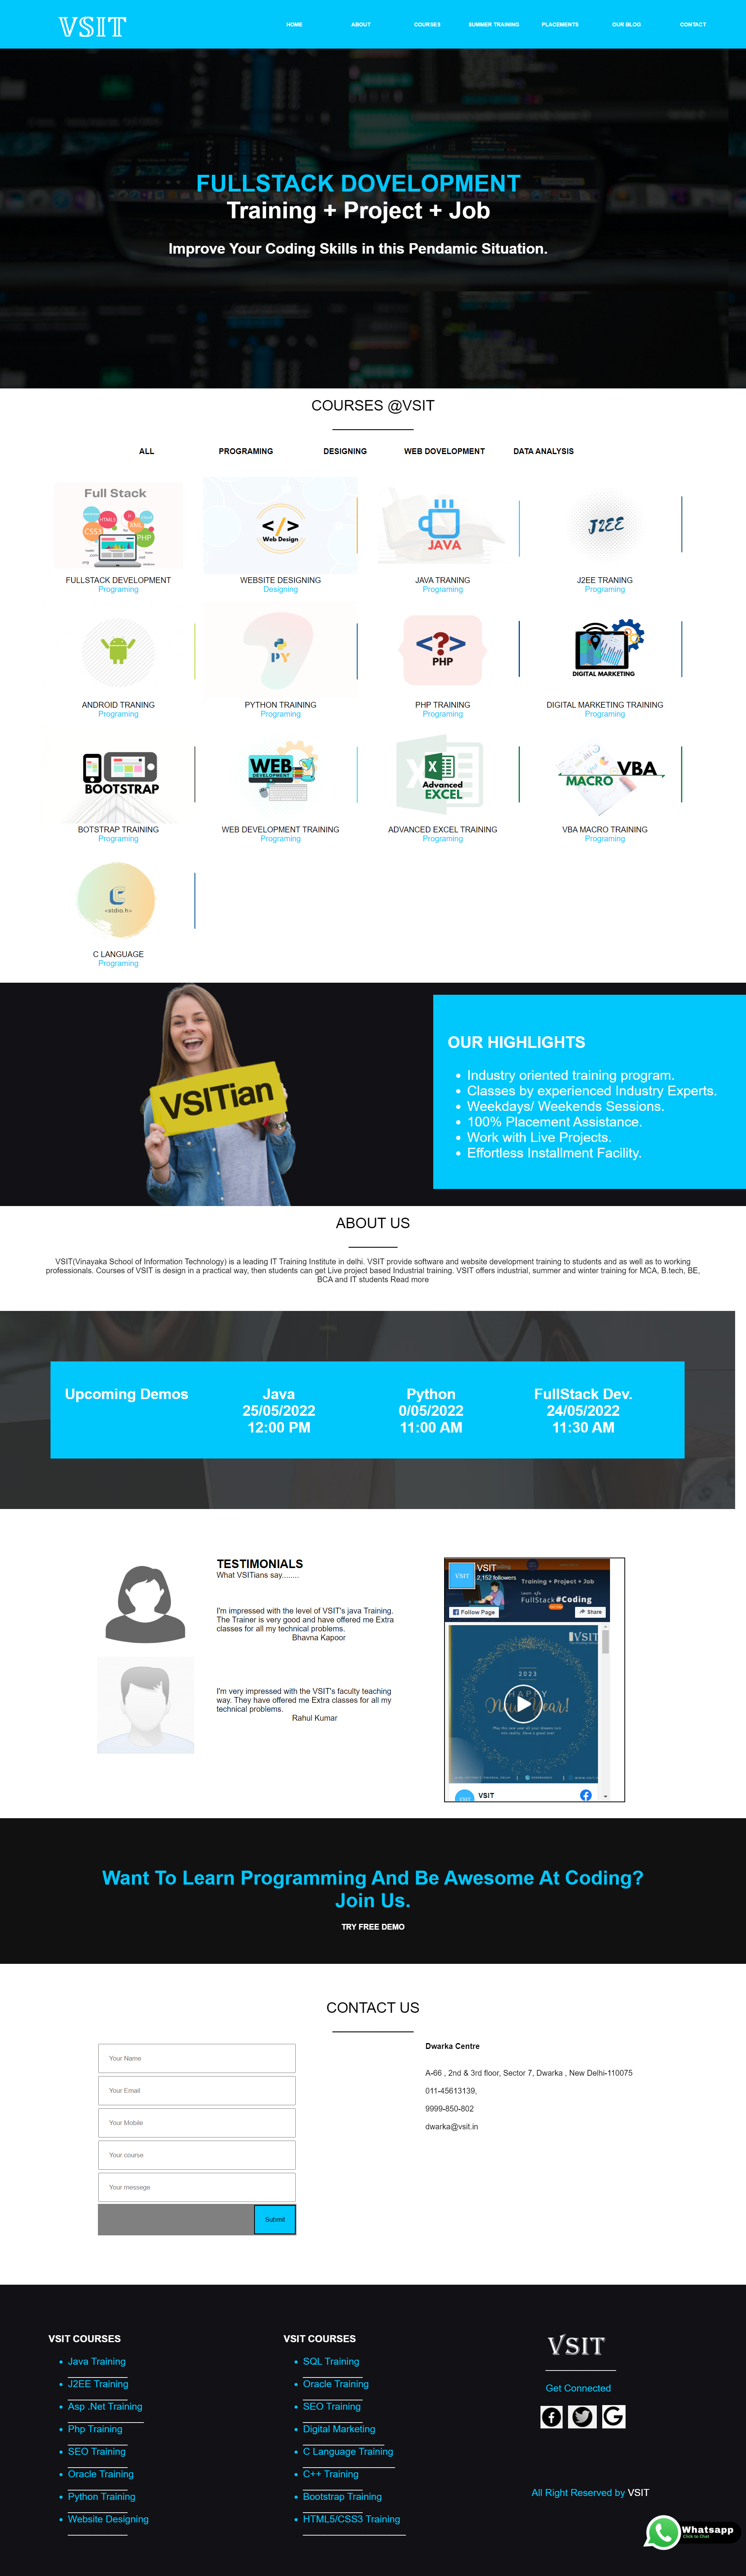 VSIT
HOME ABOUT COURSES SUMMER TRAINING PLACEMENTS OUR BLOG CONTACT
FULLSTACK DOVELOPMENT
Training + Project + Job
Improve Your Coding Skills in this Pendamic Situation.
COURSES @VSIT
ALL PROGRAMING DESIGNING WEB DOVELOPMENT DATA ANALYSIS
Full Stack
HTML5
CSS3
XML
PHP
Web Design
JAVA
J2EE
FULLSTACK DEVELOPMENT
Programing
WEBSITE DESIGNING
Designing
JAVA TRANING
Programing
J2EE TRANING
Programing
PY
<?>
PHP
DIGITAL MARKETING
ANDROID TRANING
Programing
PYTHON TRAINING
Programing
PHP TRAINING
Programing
DIGITAL MARKETING TRAINING
Programing
BOOTSTRAP
WEB
DEVELOPMENT
Advanced
EXCEL
VBA
MACRO
BOTSTRAP TRAINING
Programing
WEB DEVELOPMENT TRAINING
Programing
ADVANCED EXCEL TRAINING
Programing
VBA MACRO TRAINING
Programing
C
<stdio.h>
C LANGUAGE
Programing
VSITian
OUR HIGHLIGHTS
Industry oriented training program.
Classes by experienced Industry Experts.
Weekdays/ Weekends Sessions.
100% Placement Assistance.
Work with Live Projects.
Effortless Installment Facility.
ABOUT US
VSIT(Vinayaka School of Information Technology) is a leading IT Training Institute in delhi. VSIT provide software and website development training to students and as well as to working
professionals. Courses of VSIT is design in a practical way, then students can get Live project based Industrial training. VSIT offers industrial, summer and winter training for MCA, B.tech, BE,
BCA and IT students Read more
Upcoming Demos
Java
25/05/2022
12:00 PM
Python
0/05/2022
11:00 AM
FullStack Dev.
24/05/2022
11:30 AM
TESTIMONIALS
What VSITians say........
I'm impressed with the level of VSIT's java Training.
The Trainer is very good and have offered me Extra
classes for all my technical problems.
Bhavna Kapoor
I'm very impressed with the VSIT's faculty teaching
way. They have offered me Extra classes for all my
technical problems.
Rahul Kumar
VSIT
VSIT
2,152 followers
Training + Project + Job
FullStack #Coding
Follow Page
Share
VSIT
2023
HAPPY
New Year!
VSIT
Want To Learn Programming And Be Awesome At Coding?
Join Us.
TRY FREE DEMO
CONTACT US
Your Name
Your Email
Your Mobile
Your course
Your messege
Submit
Dwarka Centre
A-66 , 2nd & 3rd floor, Sector 7, Dwarka , New Delhi-110075
011-45613139,
9999-850-802
dwarka@vsit.in
VSIT COURSES
Java Training
J2EE Training
Asp .Net Training
Php Training
SEO Training
Oracle Training
Python Training
Website Designing
VSIT COURSES
SQL Training
Oracle Training
SEO Training
Digital Marketing
C Language Training
C++ Training
Bootstrap Training
HTML5/CSS3 Training
VSIT
Get Connected
All Right Reserved by VSIT
Whatsapp
Click to Chat